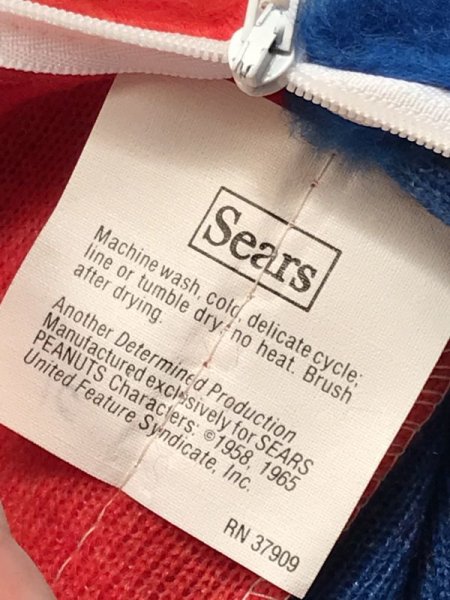 Sears
Machine wash, cold, delicate cycle;
line or tumble dry, no heat. Brush
after drying.
Another Determined Production
Manufactured exclusively for SEARS
PEANUTS Characters: ©1958, 1965
United Feature Syndicate, Inc.
RN 37909